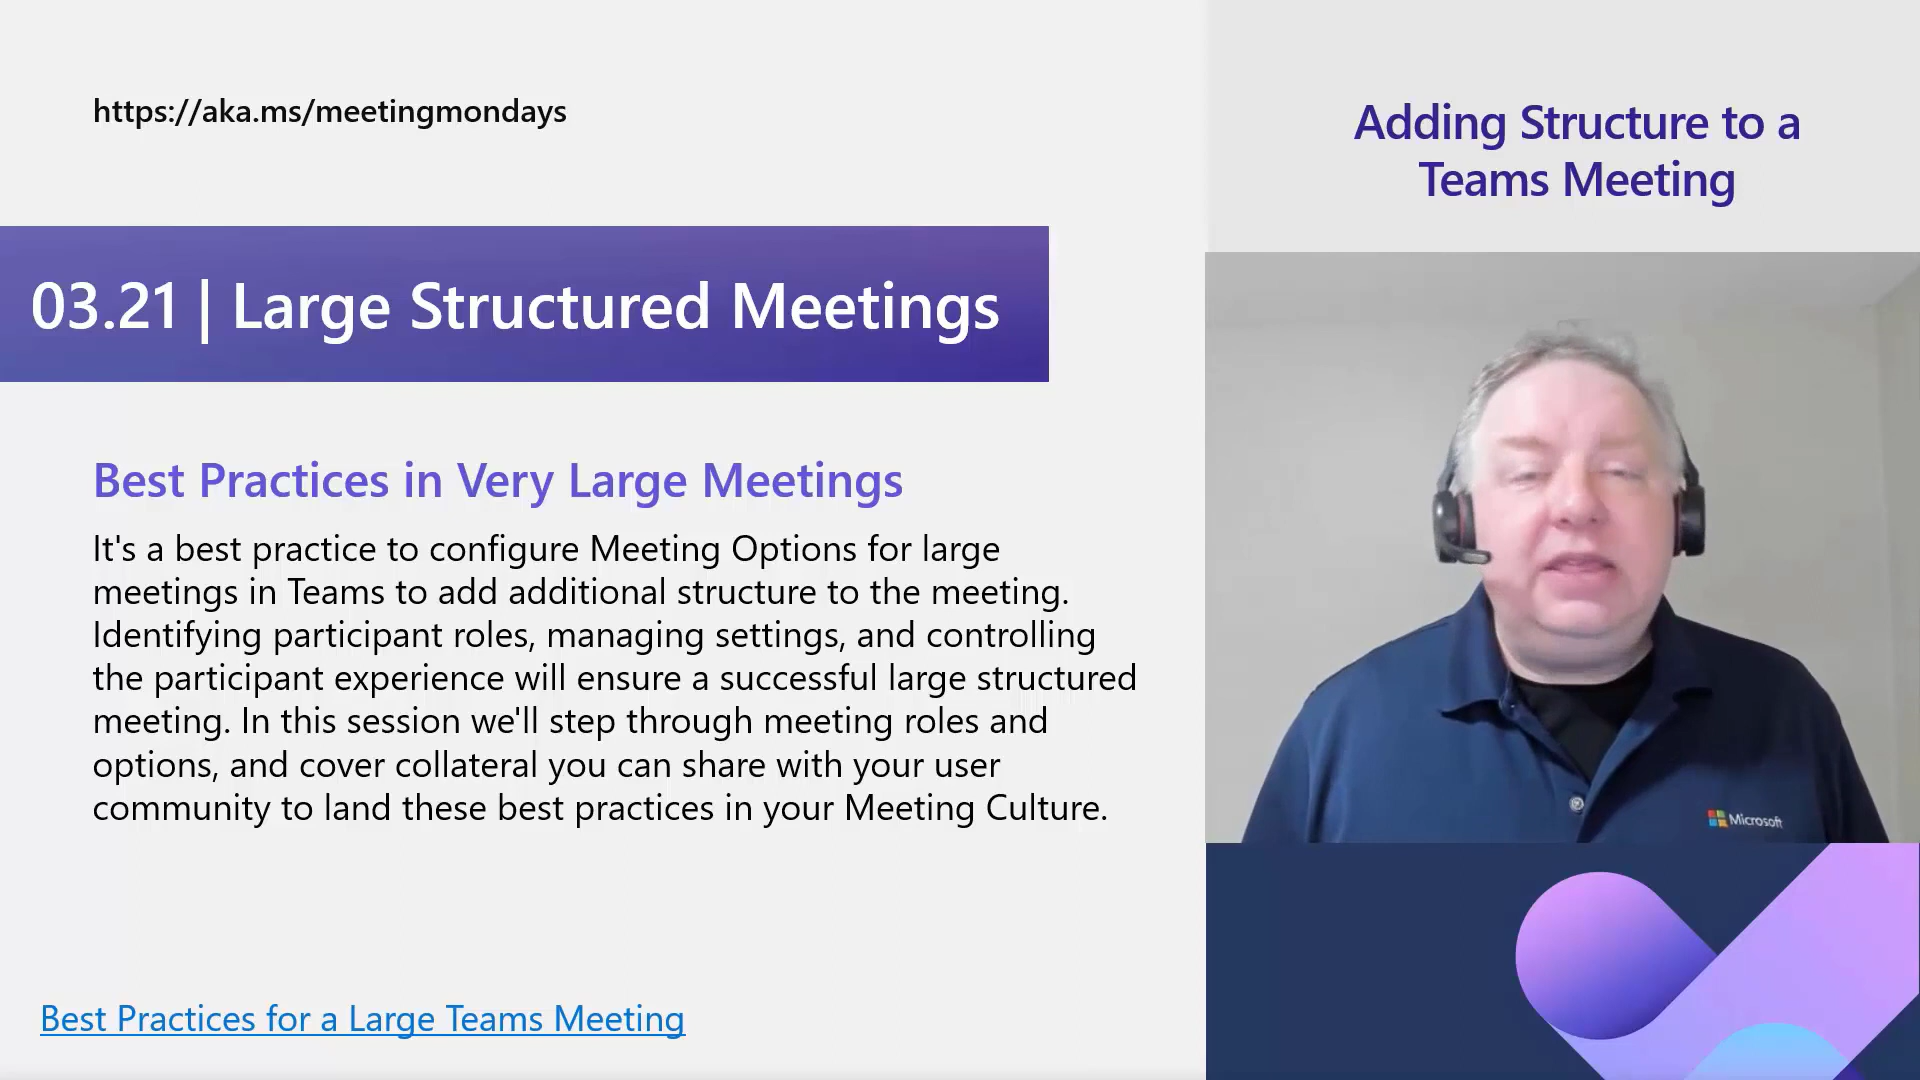 https://aka.ms/meetingmondays
Adding Structure to a
Teams Meeting
03.21 | Large Structured Meetings
Best Practices in Very Large Meetings
It's a best practice to configure Meeting Options for large
meetings in Teams to add additional structure to the meeting.
Identifying participant roles, managing settings, and controlling
the participant experience will ensure a successful large structured
meeting. In this session we'll step through meeting roles and
options, and cover collateral you can share with your user
community to land these best practices in your Meeting Culture.
Microsoft
Best Practices for a Large Teams Meeting